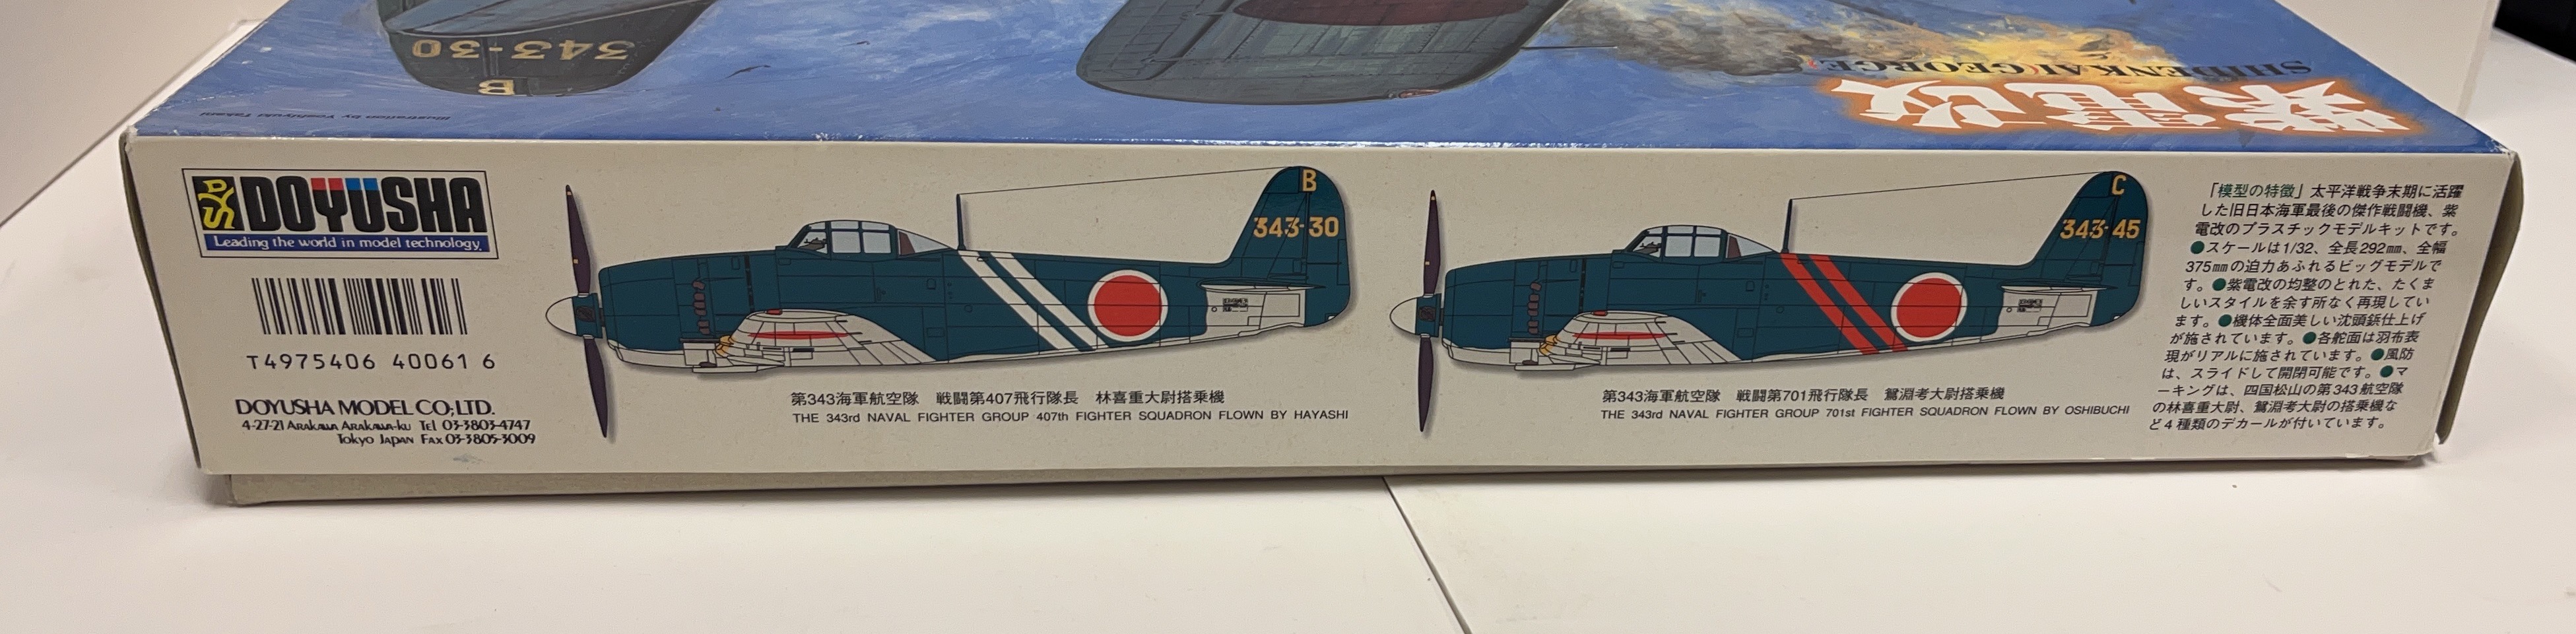 343-30
B
Illustration by Yoshiyuki Takani
SHIDENKAI(GEORGE)
紫電改
DOYUSHA
Leading the world in model technology.
T4975406 40061 6
DOYUSHA MODEL CO;LTD.
4-27-21 Arakawa Arakawa-ku Tel 03-3803-4747
Tokyo Japan Fax 03-3805-3009
B
343-30
第343海軍航空隊 戦闘第407飛行隊長 林喜重大尉搭乗機
THE 343rd NAVAL FIGHTER GROUP 407th FIGHTER SQUADRON FLOWN BY HAYASHI
C
343-45
第343海軍航空隊 戦闘第701飛行隊長 鴛淵孝大尉搭乗機
THE 343rd NAVAL FIGHTER GROUP 701st FIGHTER SQUADRON FLOWN BY OSHIBUCHI
「模型の特徴」太平洋戦争末期に活躍
した旧日本海軍最後の傑作戦闘機、紫
電改のプラスチックモデルキットです。
●スケールは1/32、全長292㎜、全幅
375㎜の迫力あふれるビッグモデルで
す。●紫電改の均整のとれた、たくま
しいスタイルを余す所なく再現してい
ます。●機体全面美しい沈頭鋲仕上げ
が施されています。●各舵面は羽布表
現がリアルに施されています。●風防
は、スライドして開閉可能です。●マ
ーキングは、四国松山の第343航空隊
の林喜重大尉、鴛淵孝大尉の搭乗機な
ど4種類のデカールが付いています。